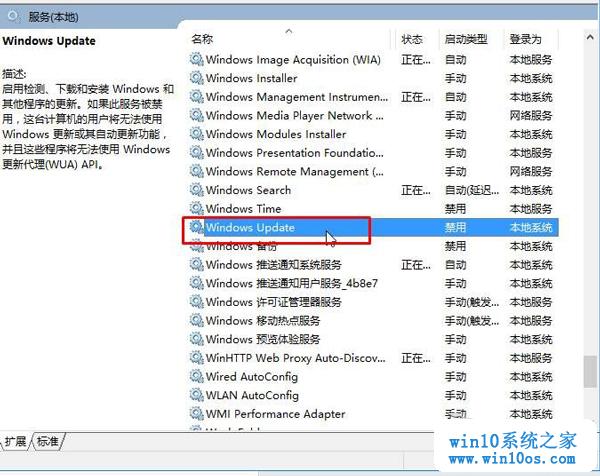 服务(本地)
Windows Update
描述:
启用检测、下载和安装 Windows 和
其他程序的更新。如果此服务被禁
用，这台计算机的用户将无法使用
Windows 更新或其自动更新功能，
并且这些程序将无法使用 Windows
更新代理(WUA) API。
名称 状态 启动类型 登录为
Windows Image Acquisition (WIA) 正在... 自动 本地服务
Windows Installer 手动 本地系统
Windows Management Instrumen... 正在... 自动 本地系统
Windows Media Player Network ... 手动 网络服务
Windows Modules Installer 手动 本地系统
Windows Presentation Foundatio... 手动 本地服务
Windows Remote Management (... 手动 网络服务
Windows Search 正在... 自动(延迟... 本地系统
Windows Time 禁用 本地服务
Windows Update 禁用 本地系统
Windows 备份 禁用 本地系统
Windows 推送通知系统服务 正在... 自动 本地系统
Windows 推送通知用户服务_4b8e7 手动 本地系统
Windows 许可证管理器服务 手动(触发... 本地服务
Windows 移动热点服务 手动(触发... 本地服务
Windows 预览体验服务 手动 本地系统
WinHTTP Web Proxy Auto-Discov... 正在... 手动 本地服务
Wired AutoConfig 手动 本地系统
WLAN AutoConfig 手动 本地系统
WMI Performance Adapter 手动 本地系统
扩展 标准
win10系统之家
www.win10os.com